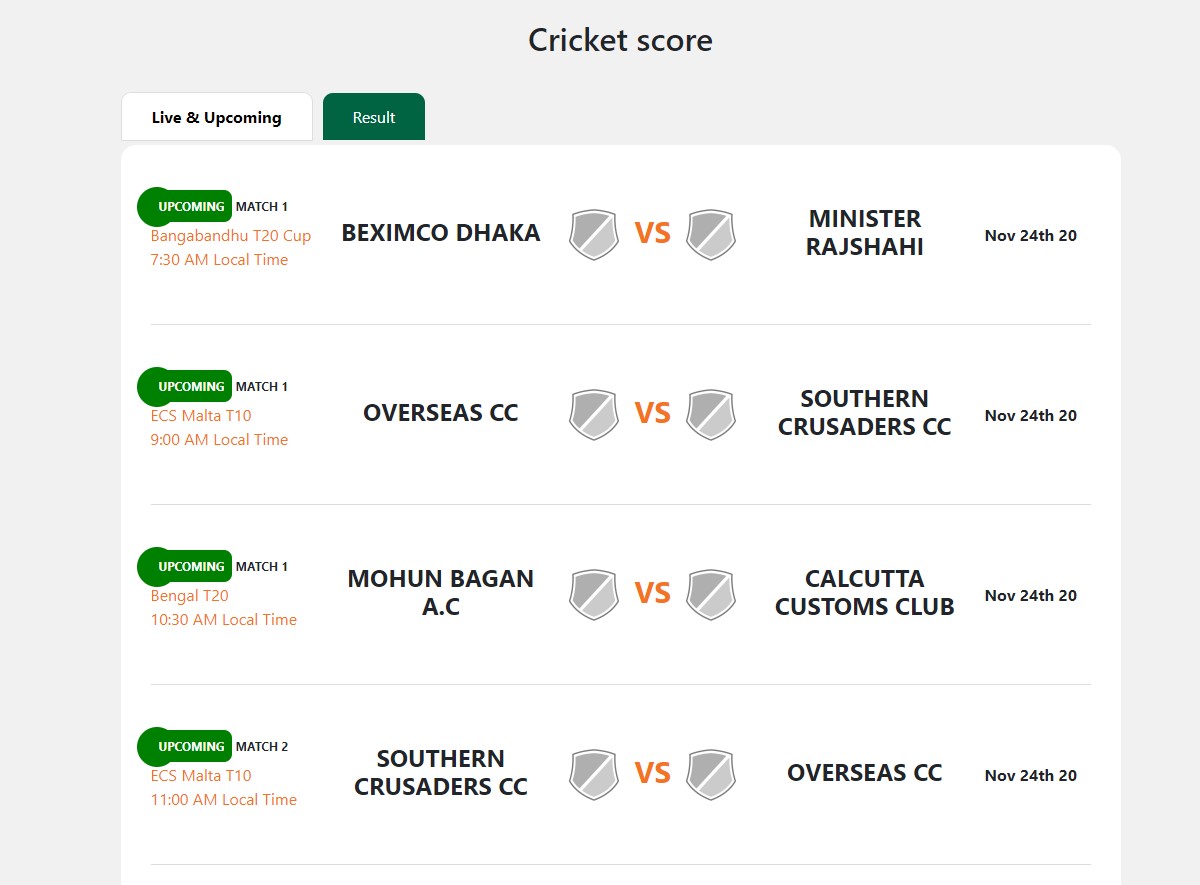 Cricket score
Live & Upcoming
Result
UPCOMING MATCH 1
Bangabandhu T20 Cup
7:30 AM Local Time
BEXIMCO DHAKA
VS
MINISTER
RAJSHAHI
Nov 24th 20
UPCOMING MATCH 1
ECS Malta T10
9:00 AM Local Time
OVERSEAS CC
VS
SOUTHERN
CRUSADERS CC
Nov 24th 20
UPCOMING MATCH 1
Bengal T20
10:30 AM Local Time
MOHUN BAGAN
A.C
VS
CALCUTTA
CUSTOMS CLUB
Nov 24th 20
UPCOMING MATCH 2
ECS Malta T10
11:00 AM Local Time
SOUTHERN
CRUSADERS CC
VS
OVERSEAS CC
Nov 24th 20